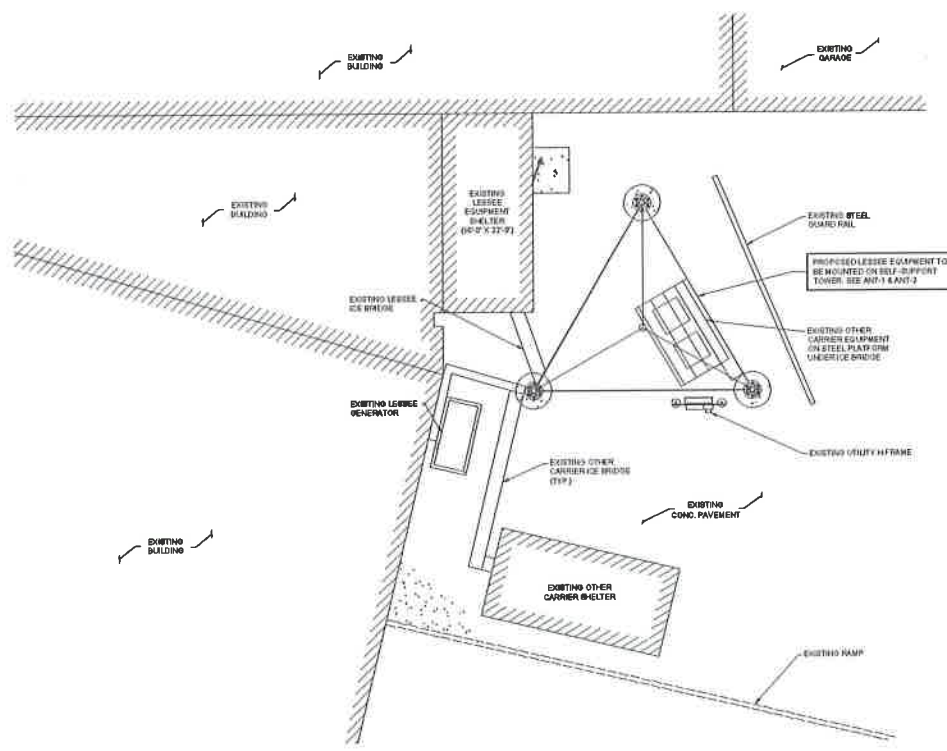 EXISTING
BUILDING
EXISTING
GARAGE
EXISTING
BUILDING
EXISTING
LESSEE
EQUIPMENT
SHELTER
EXISTING STEEL
GUARD RAIL
PROPOSED LESSEE EQUIPMENT TO
BE MOUNTED ON SELF-SUPPORT
TOWER. SEE ANT-1 & ANT-2
EXISTING LESSEE
ICE BRIDGE
EXISTING OTHER
CARRIER EQUIPMENT
ON STEEL PLATFORM
UNDER ICE BRIDGE
EXISTING LESSEE
GENERATOR
EXISTING UTILITY H-FRAME
EXISTING OTHER
CARRIER ICE BRIDGE
(TYP.)
EXISTING
CONC. PAVEMENT
EXISTING
BUILDING
EXISTING OTHER
CARRIER SHELTER
EXISTING RAMP